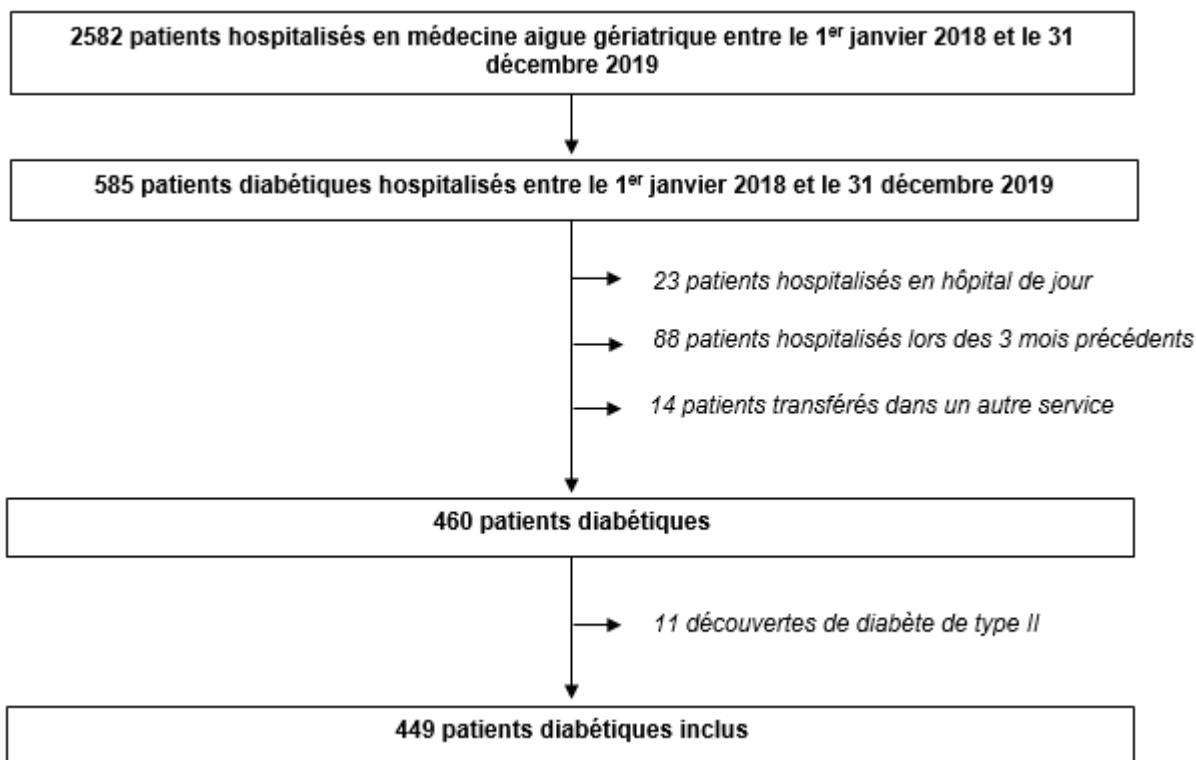 2582 patients hospitalisés en médecine aigue gériatrique entre le 1er janvier 2018 et le 31
décembre 2019
585 patients diabétiques hospitalisés entre le 1er janvier 2018 et le 31 décembre 2019
23 patients hospitalisés en hôpital de jour
88 patients hospitalisés lors des 3 mois précédents
14 patients transférés dans un autre service
460 patients diabétiques
11 découvertes de diabète de type II
449 patients diabétiques inclus